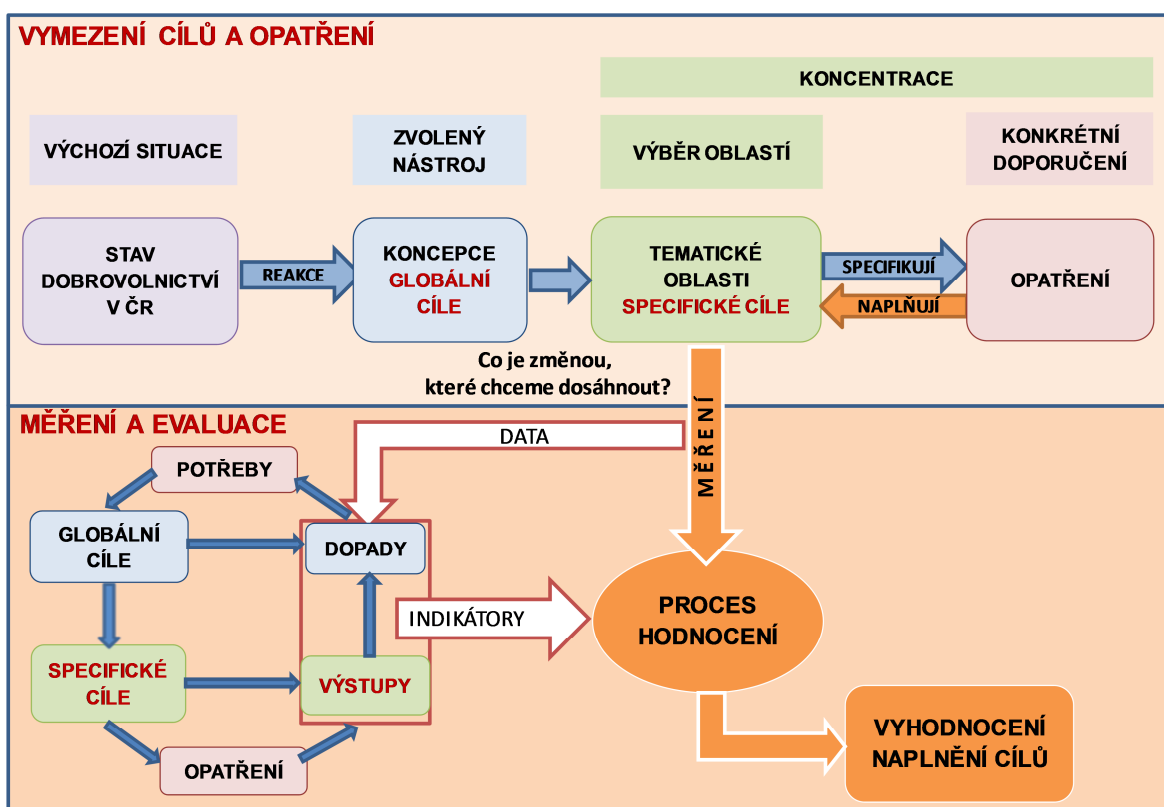 VYMEZENÍ CÍLŮ A OPATŘENÍ
KONCENTRACE
VÝCHOZÍ SITUACE
ZVOLENÝ
NÁSTROJ
VÝBĚR OBLASTÍ
KONKRÉTNÍ
DOPORUČENÍ
STAV
DOBROVOLNICTVÍ
V ČR
REAKCE
KONCEPCE
GLOBÁLNÍ
CÍLE
TEMATICKÉ
OBLASTI
SPECIFICKÉ CÍLE
SPECIFIKUJÍ
NAPLŇUJÍ
OPATŘENÍ
Co je změnou,
které chceme dosáhnout?
MĚŘENÍ A EVALUACE
DATA
MĚŘENÍ
POTŘEBY
GLOBÁLNÍ
CÍLE
DOPADY
INDIKÁTORY
PROCES
HODNOCENÍ
SPECIFICKÉ
CÍLE
VÝSTUPY
OPATŘENÍ
VYHODNOCENÍ
NAPLNĚNÍ CÍLŮ